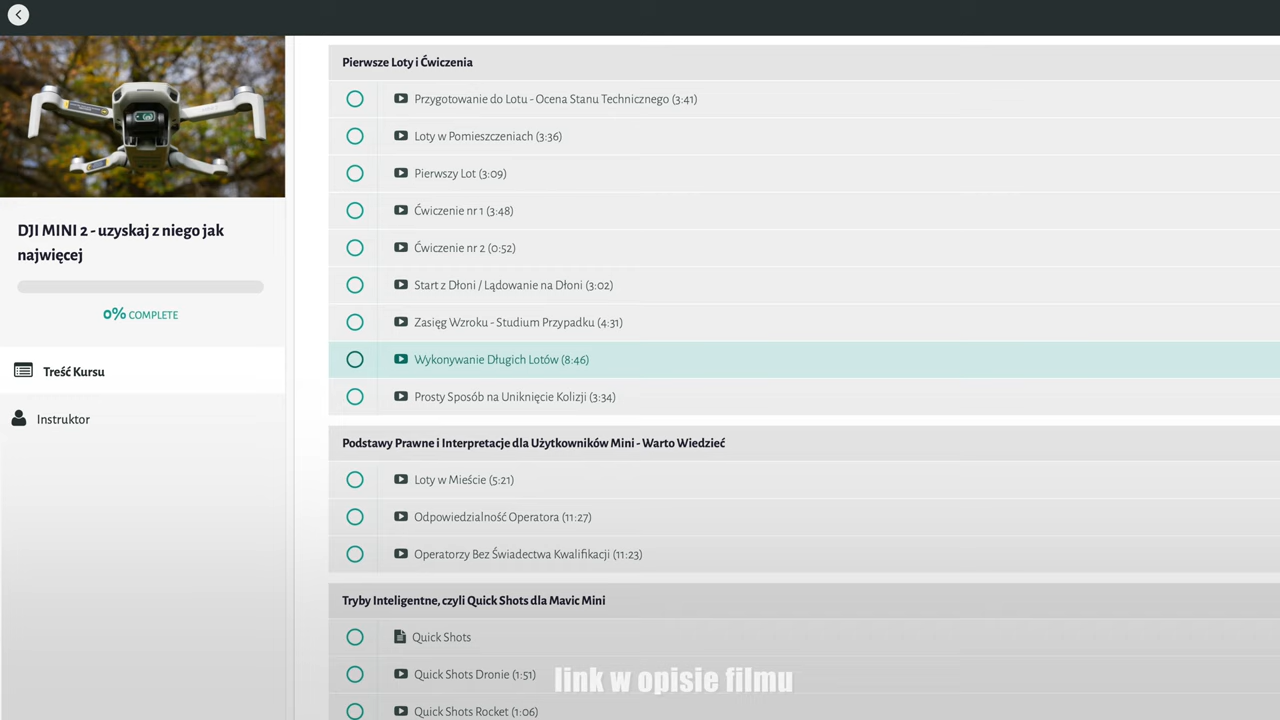 DJI MINI 2 - uzyskaj z niego jak
najwięcej
0% COMPLETE
Treść Kursu
Instruktor
Pierwsze Loty i Ćwiczenia
Przygotowanie do Lotu - Ocena Stanu Technicznego (3:41)
Loty w Pomieszczeniach (3:36)
Pierwszy Lot (3:09)
Ćwiczenie nr 1 (3:48)
Ćwiczenie nr 2 (0:52)
Start z Dłoni / Lądowanie na Dłoni (3:02)
Zasięg Wzroku - Studium Przypadku (4:31)
Wykonywanie Długich Lotów (8:46)
Prosty Sposób na Uniknięcie Kolizji (3:34)
Podstawy Prawne i Interpretacje dla Użytkowników Mini - Warto Wiedzieć
Loty w Mieście (5:21)
Odpowiedzialność Operatora (11:27)
Operatorzy Bez Świadectwa Kwalifikacji (11:23)
Tryby Inteligentne, czyli Quick Shots dla Mavic Mini
Quick Shots
Quick Shots Dronie (1:51)
Quick Shots Rocket (1:06)
link w opisie filmu